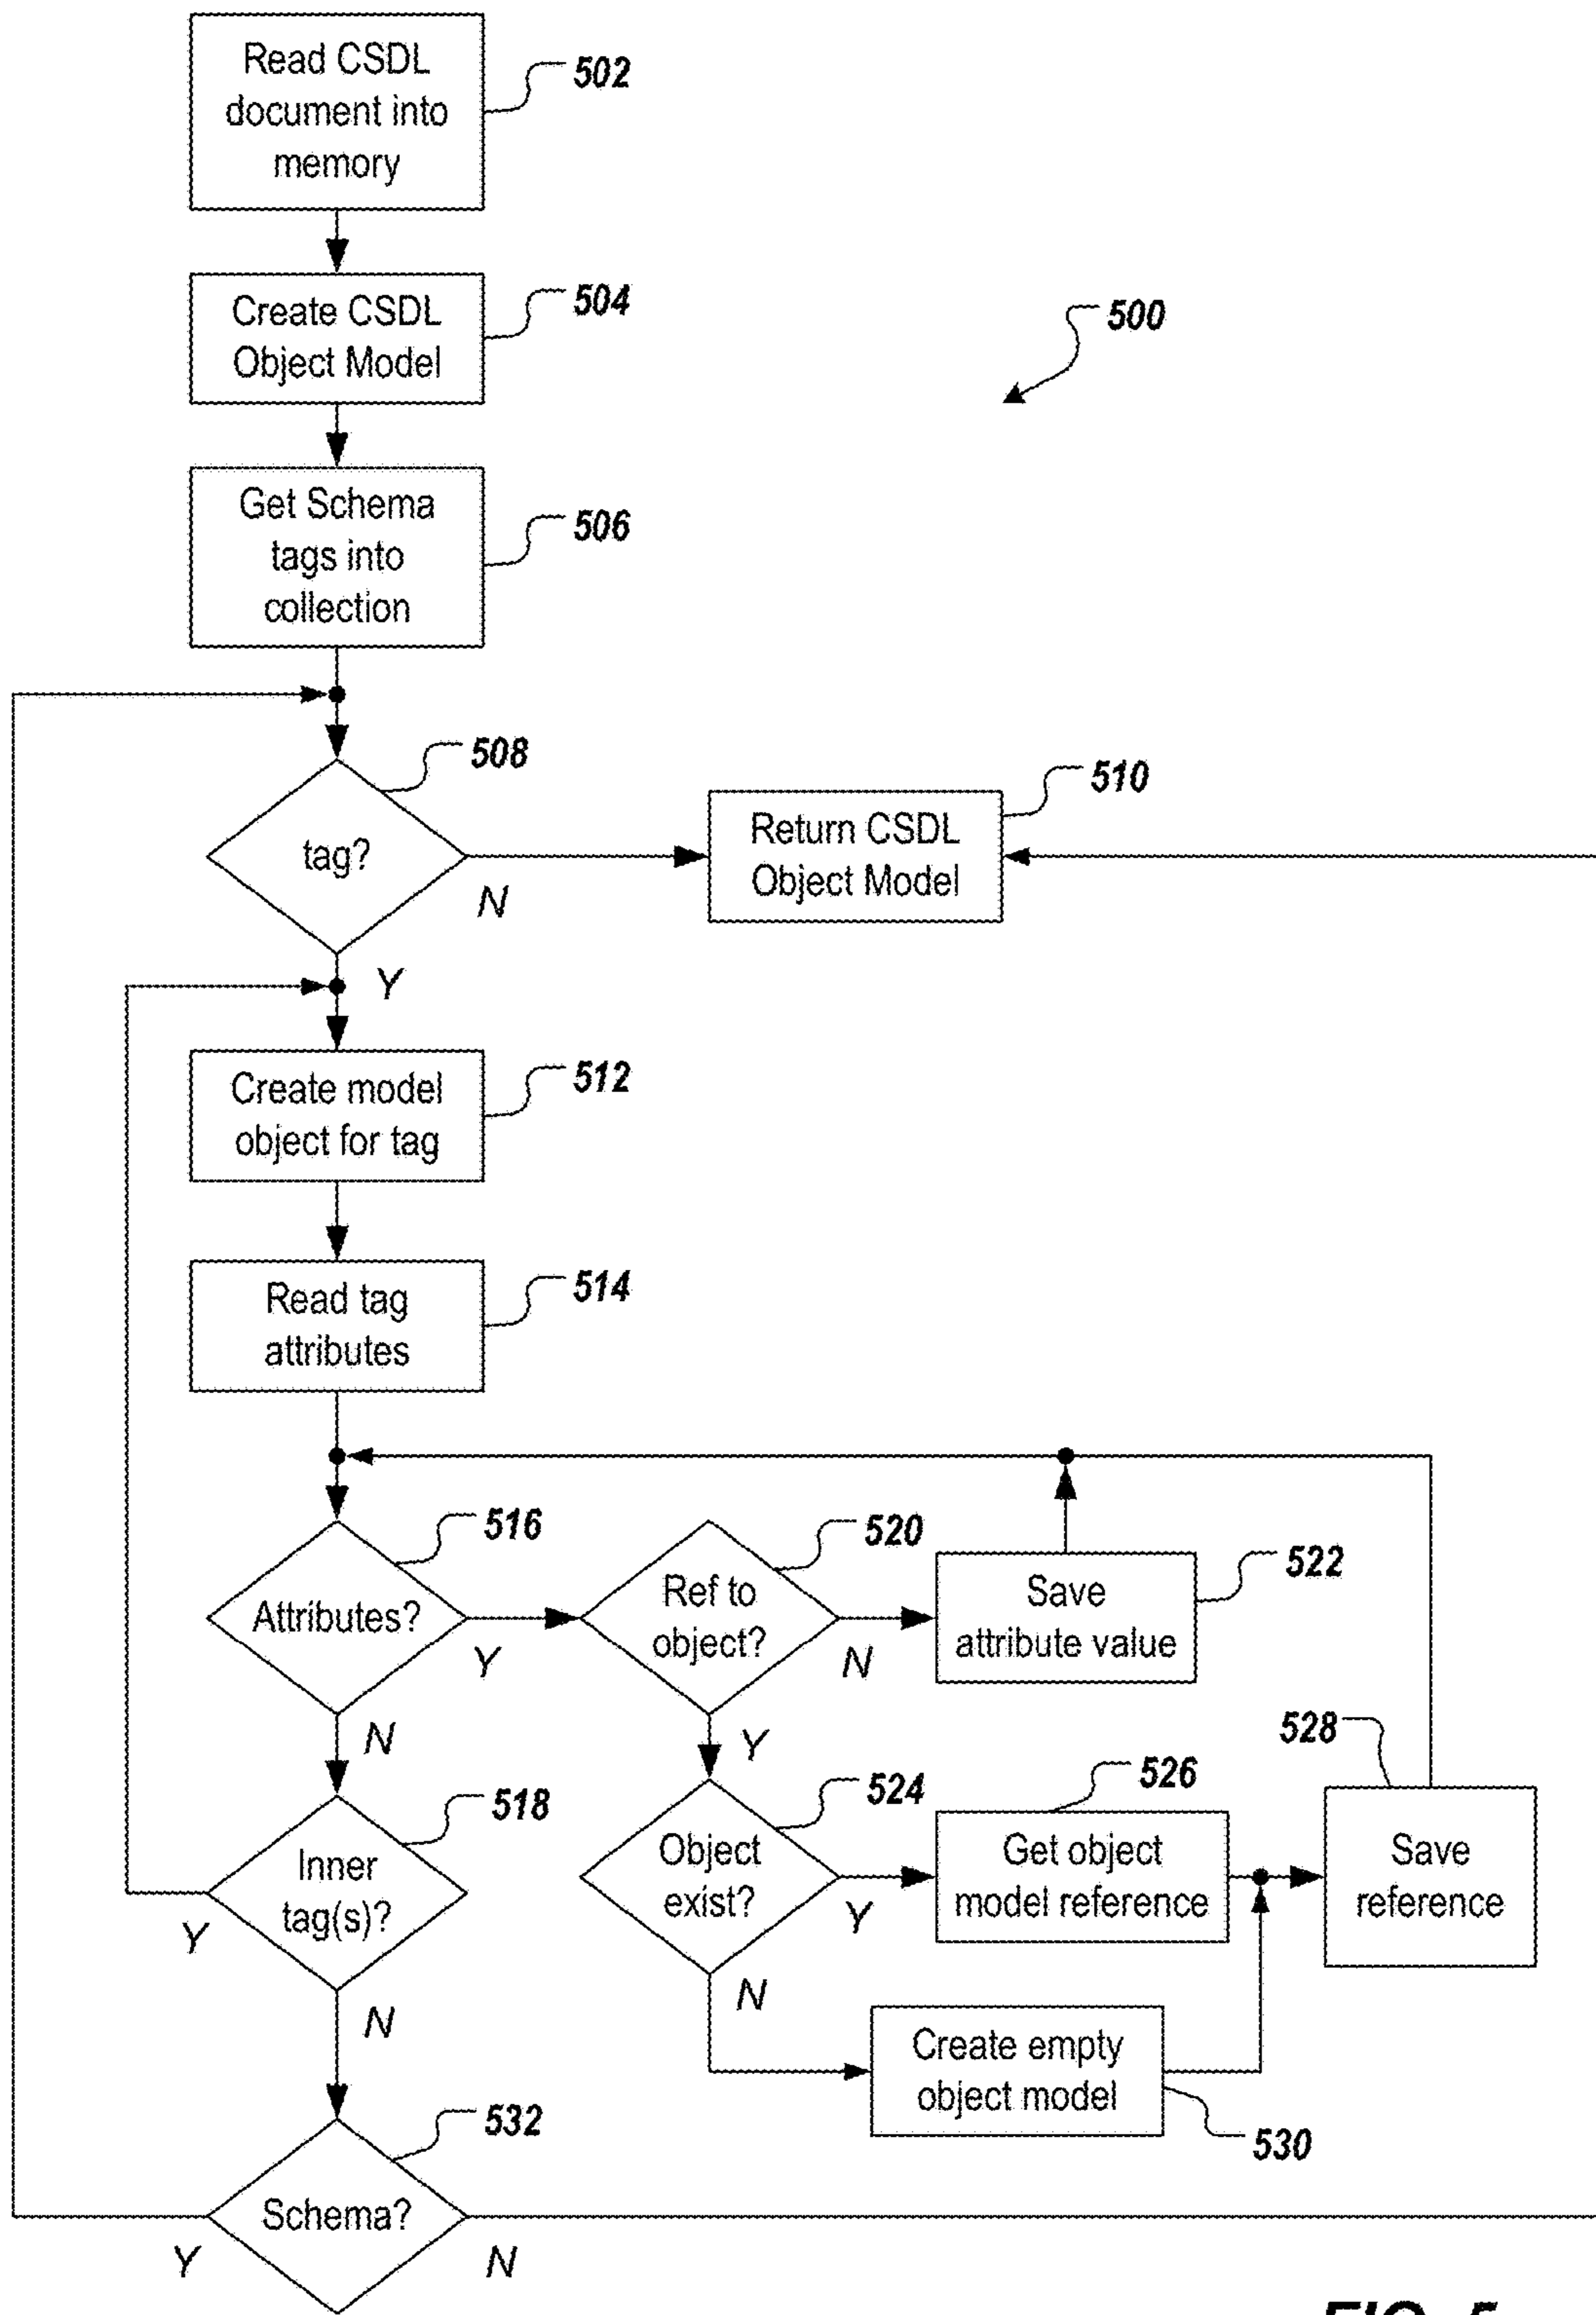 Read CSDL
document into
memory
502
Create CSDL
Object Model
504
500
Get Schema
tags into
collection
506
508
tag?
N
Y
Return CSDL
Object Model
510
Create model
object for tag
512
Read tag
attributes
514
516
Attributes?
Y
N
520
Ref to
object?
N
Y
Save
attribute value
522
518
Inner
tag(s)?
Y
N
524
Object
exist?
Y
N
526
Get object
model reference
528
Save
reference
Create empty
object model
530
532
Schema?
Y
N
FIG. 5